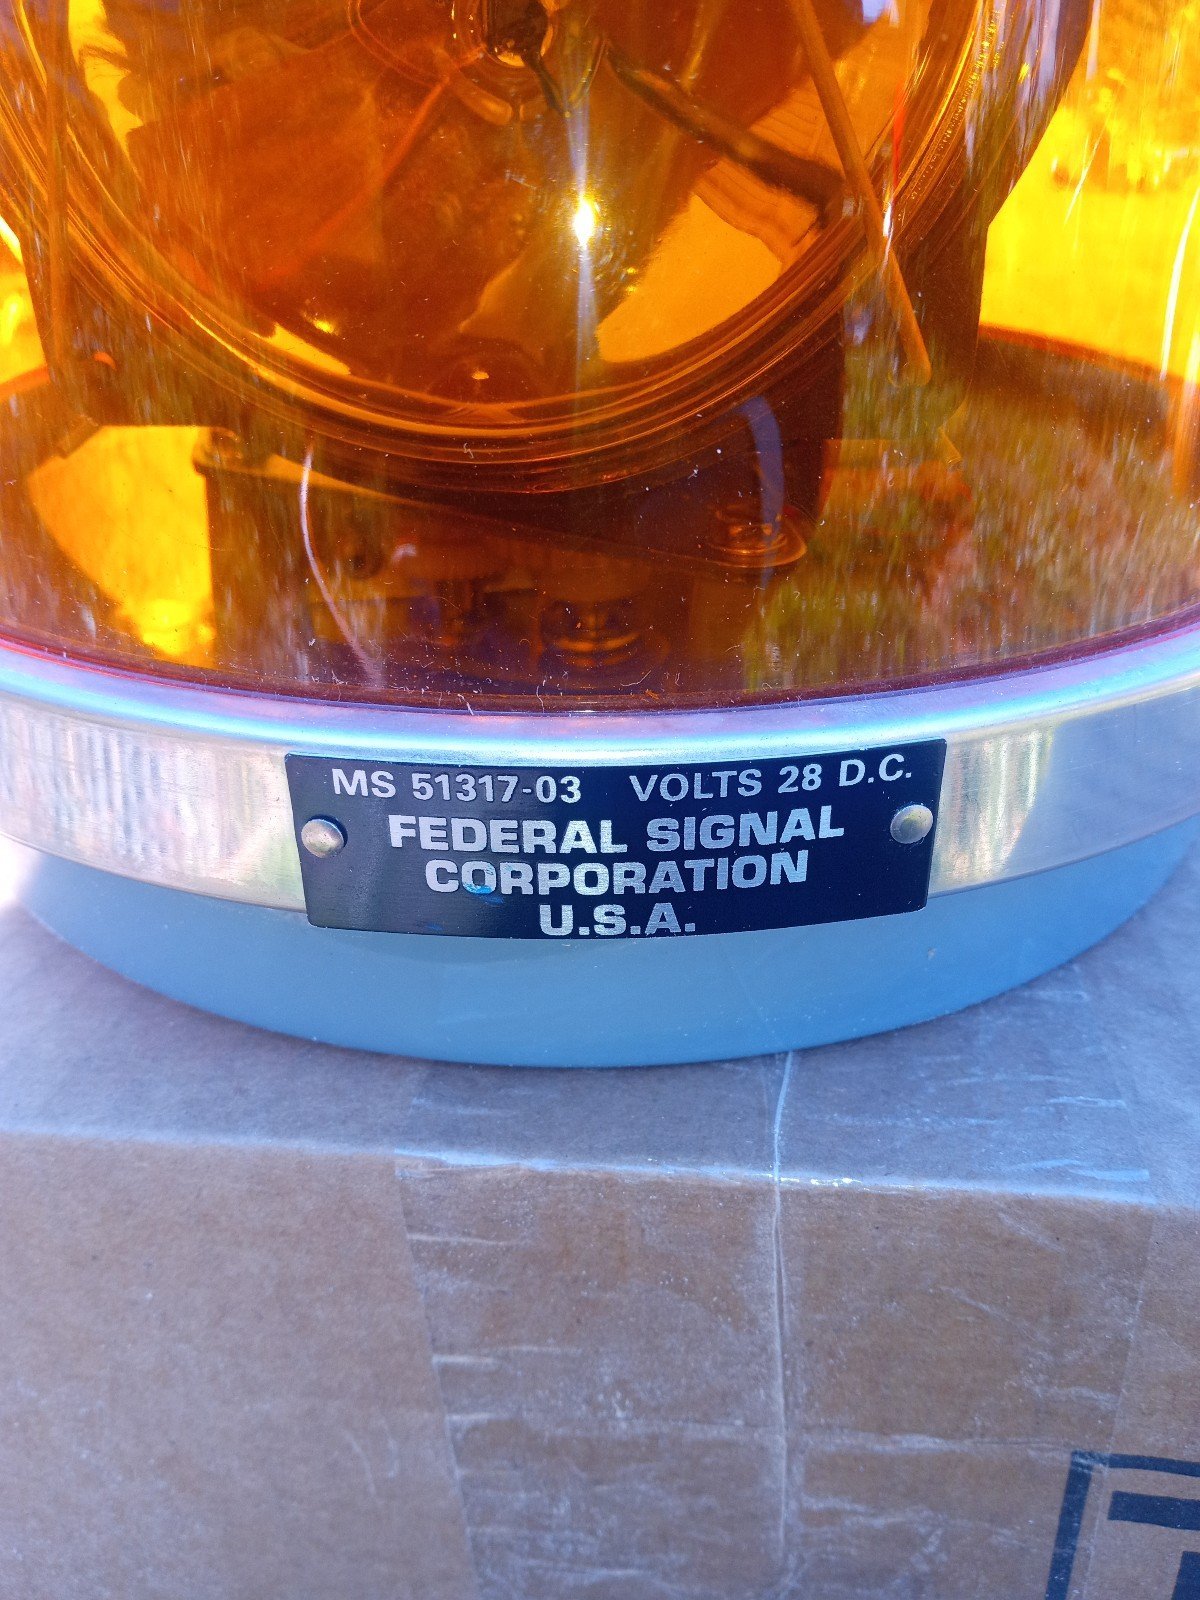 MS 51317-03 VOLTS 28 D.C.
FEDERAL SIGNAL
CORPORATION
U.S.A.